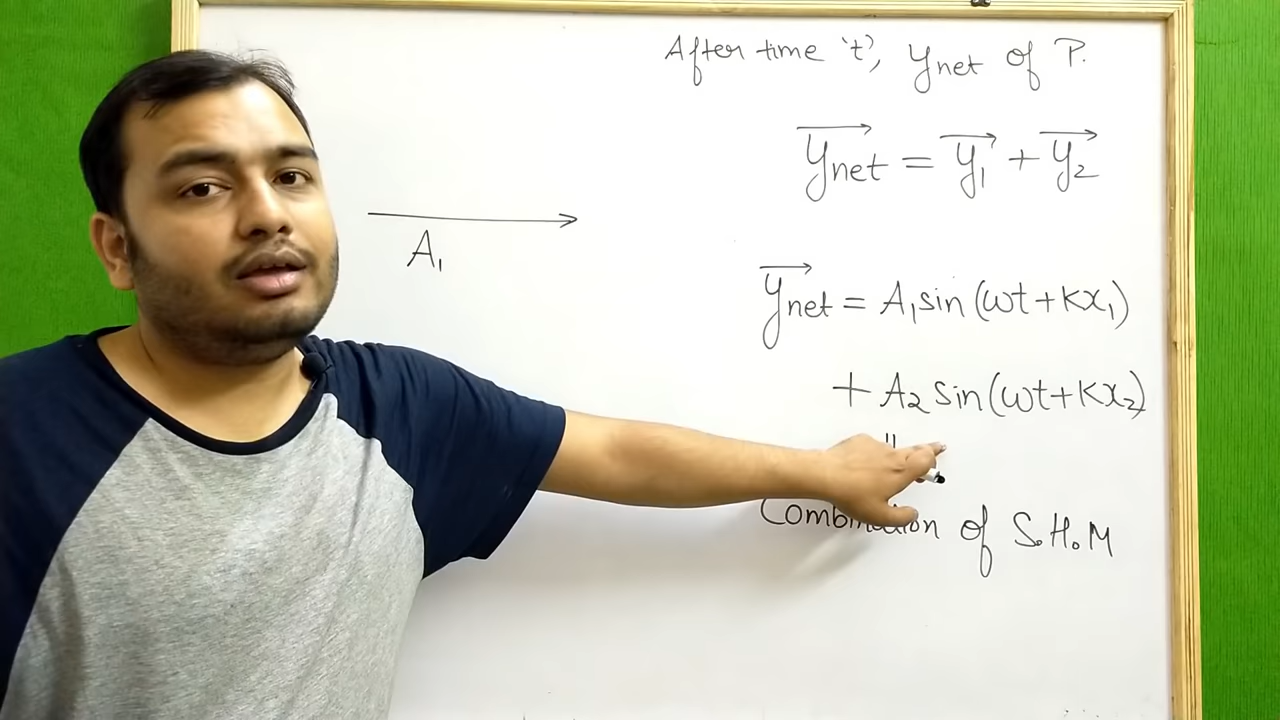 After time 't', ynet of P.
ynet = y1 + y2
A1
ynet = A1 sin (ωt + Kx1)
+ A2 sin (ωt + Kx2)
Combination of S.H.M